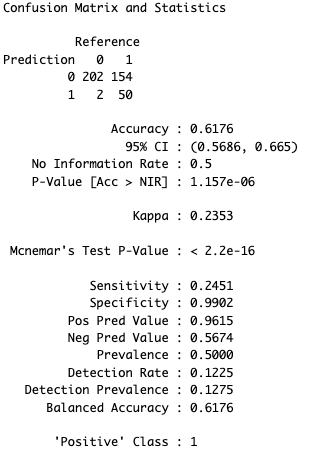 Confusion Matrix and Statistics
Reference
Prediction 0 1
0 202 154
1 2 50
Accuracy : 0.6176
95% CI : (0.5686, 0.665)
No Information Rate : 0.5
P-Value [Acc > NIR] : 1.157e-06
Kappa : 0.2353
Mcnemar's Test P-Value : < 2.2e-16
Sensitivity : 0.2451
Specificity : 0.9902
Pos Pred Value : 0.9615
Neg Pred Value : 0.5674
Prevalence : 0.5000
Detection Rate : 0.1225
Detection Prevalence : 0.1275
Balanced Accuracy : 0.6176
'Positive' Class : 1